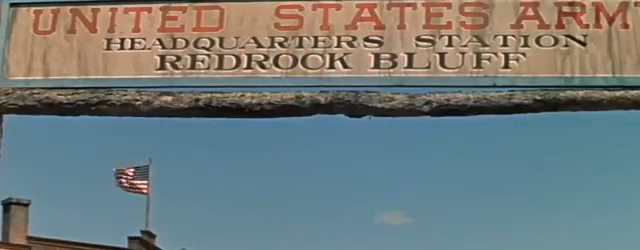 UNITED STATES ARM
HEADQUARTERS STATION
REDROCK BLUFF